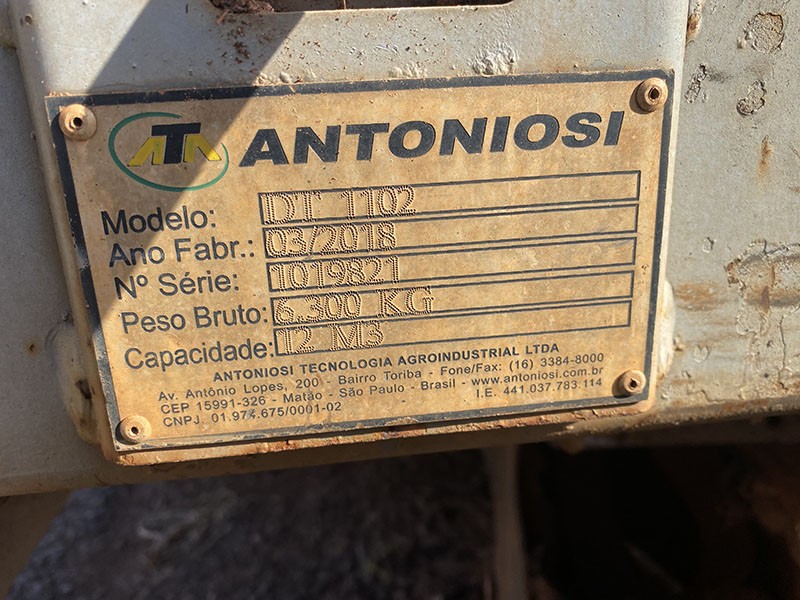 ATA ANTONIOSI
Modelo: DT 1102
Ano Fabr.: 03/2018
Nº Série: 1019821
Peso Bruto: 6.300 KG
Capacidade: 12 M3
ANTONIOSI TECNOLOGIA AGROINDUSTRIAL LTDA
Av. Antônio Lopes, 200 - Bairro Toriba - Fone/Fax: (16) 3384-8000
CEP 15991-326 - Matão - São Paulo - Brasil - www.antoniosi.com.br
CNPJ. 01.974.675/0001-02 I.E. 441.037.783.114